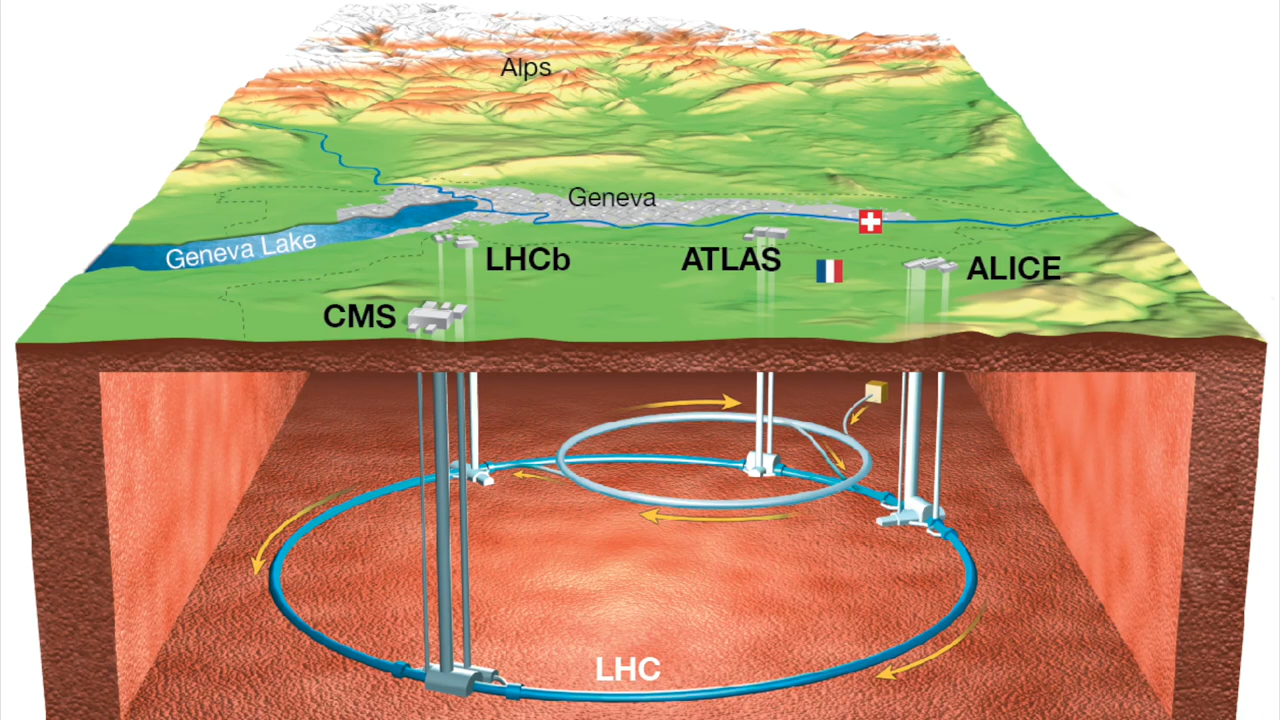 Alps
Geneva
Geneva Lake
LHCb
ATLAS
ALICE
CMS
LHC